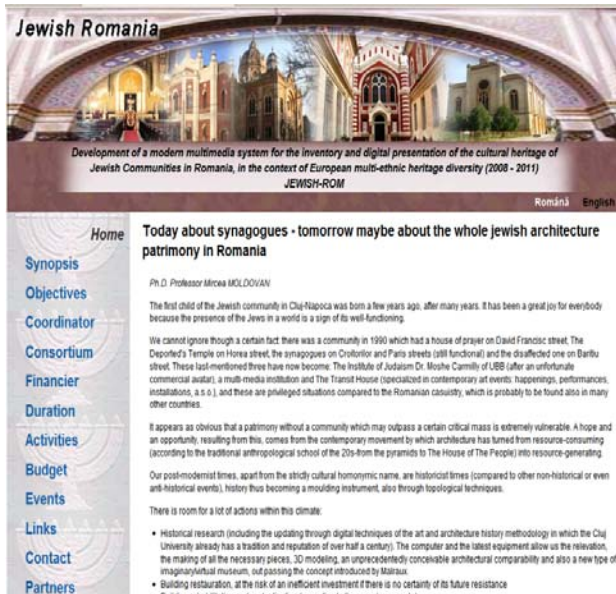 Jewish Romania
Development of a modern multimedia system for the inventory and digital presentation of the cultural heritage of
Jewish Communities in Romania, in the context of European multi-ethnic heritage diversity (2008 - 2011)
JEWISH-ROM
Română English
Home
Synopsis
Objectives
Coordinator
Consortium
Financier
Duration
Activities
Budget
Events
Links
Contact
Partners
Today about synagogues - tomorrow maybe about the whole jewish architecture
patrimony in Romania
Ph.D. Professor Mircea MOLDOVAN
The first child of the Jewish community in Cluj-Napoca was born a few years ago, after many years. It has been a great joy for everybody
because the presence of the Jews in a world is a sign of its well-functioning.
We cannot ignore though a certain fact: there was a community in 1990 which had a house of prayer on David Francisc street, The
Deported's Temple on Horea street, the synagogues on Croitorilor and Paris streets (still functional) and the disaffected one on Baritiu
street. These last-mentioned three have now become: The Institute of Judaism Dr. Moshe Carmilly of UBB (after an unfortunate
commercial avatar), a multi-media institution and The Transit House (specialized in contemporary art events: happenings, performances,
installations, a.s.o.), and these are privileged situations compared to the Romanian casuistry, which is probably to be found also in many
other countries.
It appears as obvious that a patrimony without a community which may outpass a certain critical mass is extremely vulnerable. A hope and
an opportunity, resulting from this, comes from the contemporary movement by which architecture has turned from resource-consuming
(according to the traditional anthropological school of the 20s-from the pyramids to The House of The People) into resource-generating.
Our post-modernist times, apart from the strictly cultural homonymic name, are historicist times (compared to other non-historical or even
anti-historical events), history thus becoming a moulding instrument, also through topological techniques.
There is room for a lot of actions within this climate:
• Historical research (including the updating through digital techniques of the art and architecture history methodology in which the Cluj
University already has a tradition and reputation of over half a century). The computer and the latest equipment allow us the relevation,
the making of all the necessary pieces, 3D modeling, an unprecedentedly conceivable architectural comparability and also a new type of
imaginary/virtual museum, out passing the concept introduced by Malraux.
• Building restauration, at the risk of an inefficient investment if there is no certainty of its future resistance